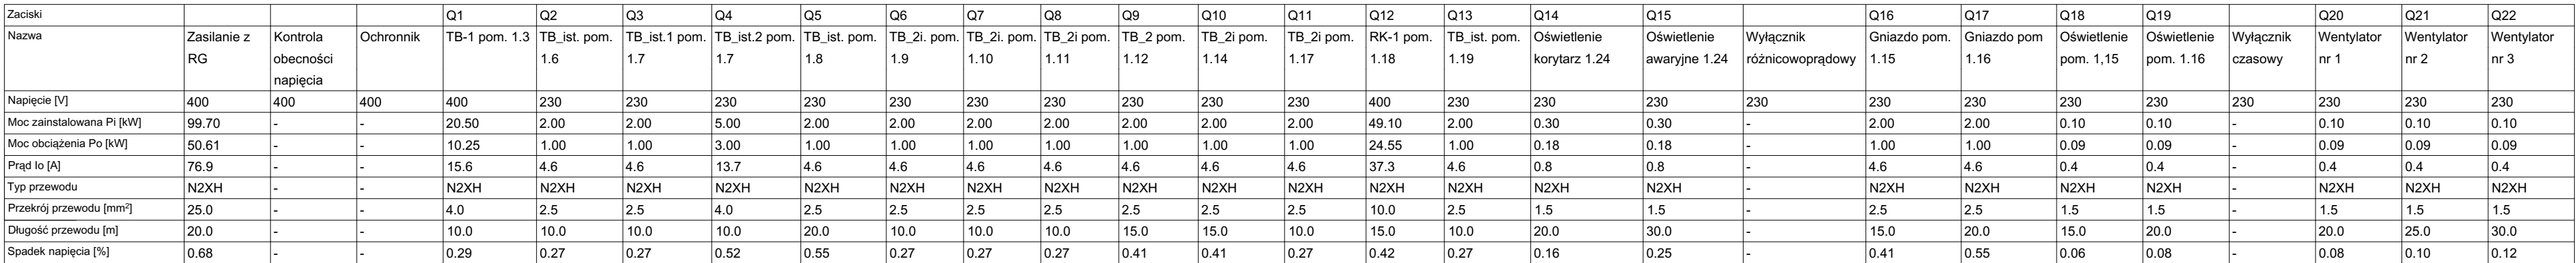 Zaciski Q1 Q2 Q3 Q4 Q5 Q6 Q7 Q8 Q9 Q10 Q11 Q12 Q13 Q14 Q15 Q16 Q17 Q18 Q19 Q20 Q21 Q22
Nazwa Zasilanie z Kontrola Ochronnik TB-1 pom. 1.3 TB_ist. pom. TB_ist.1 pom. TB_ist.2 pom. TB_ist. pom. TB_2i. pom. TB_2i. pom. TB_2i pom. TB_2 pom. TB_2i pom. TB_2i pom. RK-1 pom. TB_ist. pom. Oświetlenie Oświetlenie Wyłącznik Gniazdo pom. Gniazdo pom Oświetlenie Oświetlenie Wyłącznik Wentylator Wentylator Wentylator
RG obecności 1.6 1.7 1.7 1.8 1.9 1.10 1.11 1.12 1.14 1.17 1.18 1.19 korytarz 1.24 awaryjne 1.24 różnicowoprądowy 1.15 1.16 pom. 1,15 pom. 1.16 czasowy nr 1 nr 2 nr 3
napięcia
Napięcie [V] 400 400 400 400 230 230 230 230 230 230 230 230 230 230 400 230 230 230 230 230 230 230 230 230 230 230 230
Moc zainstalowana Pi [kW] 99.70 - - 20.50 2.00 2.00 5.00 2.00 2.00 2.00 2.00 2.00 2.00 2.00 49.10 2.00 0.30 0.30 - 2.00 2.00 0.10 0.10 - 0.10 0.10 0.10
Moc obciążenia Po [kW] 50.61 - - 10.25 1.00 1.00 3.00 1.00 1.00 1.00 1.00 1.00 1.00 1.00 24.55 1.00 0.18 0.18 - 1.00 1.00 0.09 0.09 - 0.09 0.09 0.09
Prąd Io [A] 76.9 - - 15.6 4.6 4.6 13.7 4.6 4.6 4.6 4.6 4.6 4.6 4.6 37.3 4.6 0.8 0.8 - 4.6 4.6 0.4 0.4 - 0.4 0.4 0.4
Typ przewodu N2XH - - N2XH N2XH N2XH N2XH N2XH N2XH N2XH N2XH N2XH N2XH N2XH N2XH N2XH N2XH N2XH - N2XH N2XH N2XH N2XH - N2XH N2XH N2XH
Przekrój przewodu [mm²] 25.0 - - 4.0 2.5 2.5 4.0 2.5 2.5 2.5 2.5 2.5 2.5 2.5 10.0 2.5 1.5 1.5 - 2.5 2.5 1.5 1.5 - 1.5 1.5 1.5
Długość przewodu [m] 20.0 - - 10.0 10.0 10.0 10.0 20.0 10.0 10.0 10.0 15.0 15.0 10.0 15.0 10.0 20.0 30.0 - 15.0 20.0 15.0 20.0 - 20.0 25.0 30.0
Spadek napięcia [%] 0.68 - - 0.29 0.27 0.27 0.52 0.55 0.27 0.27 0.27 0.41 0.41 0.27 0.42 0.27 0.16 0.25 - 0.41 0.55 0.06 0.08 - 0.08 0.10 0.12